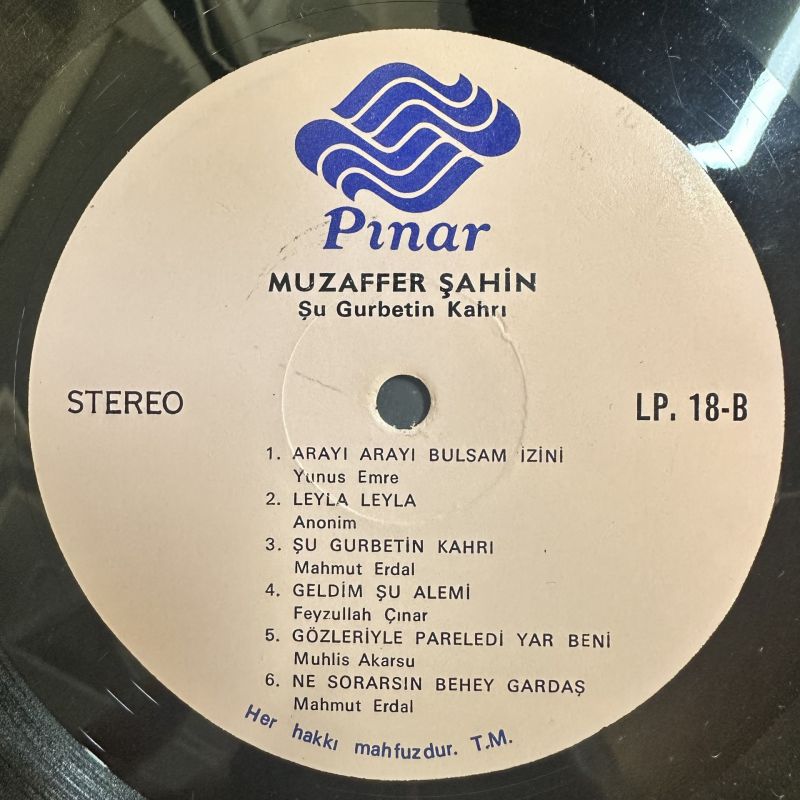 Pınar
MUZAFFER ŞAHİN
Şu Gurbetin Kahrı
STEREO
LP. 18-B
1. ARAYI ARAYI BULSAM İZİNİ
Yunus Emre
2. LEYLA LEYLA
Anonim
3. ŞU GURBETİN KAHRI
Mahmut Erdal
4. GELDİM ŞU ALEMİ
Feyzullah Çınar
5. GÖZLERİYLE PARELEDİ YAR BENİ
Muhlis Akarsu
6. NE SORARSIN BEHEY GARDAŞ
Mahmut Erdal
Her hakkı mahfuzdur. T.M.